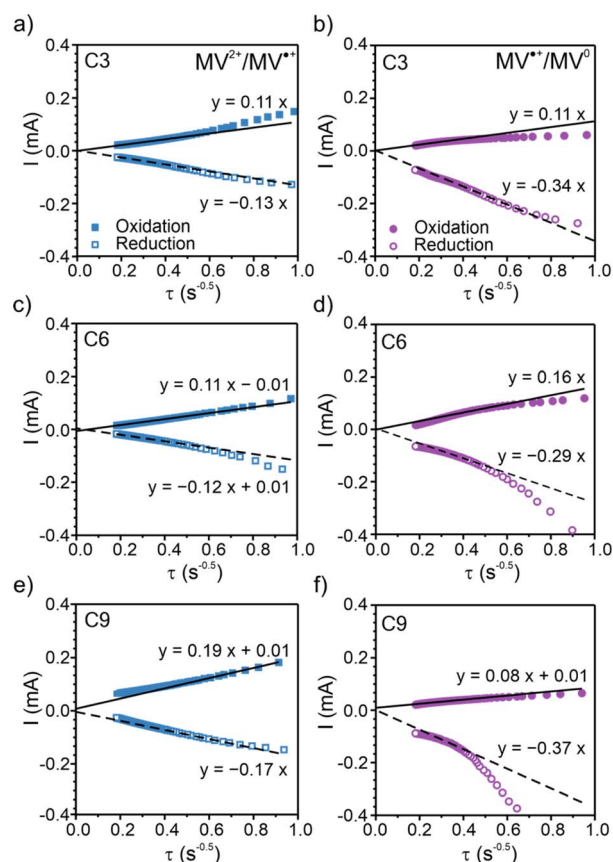 a)
C3
MV²⁺/MV•⁺
I (mA)
0.4
0.2
0.0
-0.2
-0.4
y = 0.11 x
y = −0.13 x
Oxidation
Reduction
0.0 0.2 0.4 0.6 0.8 1.0
τ (s⁻⁰·⁵)
b)
C3
MV•⁺/MV⁰
I (mA)
0.4
0.2
0.0
-0.2
-0.4
y = 0.11 x
y = -0.34 x
Oxidation
Reduction
0.0 0.2 0.4 0.6 0.8 1.0
τ (s⁻⁰·⁵)
c)
C6
I (mA)
0.4
0.2
0.0
-0.2
-0.4
y = 0.11 x − 0.01
y = −0.12 x + 0.01
0.0 0.2 0.4 0.6 0.8 1.0
τ (s⁻⁰·⁵)
d)
C6
I (mA)
0.4
0.2
0.0
-0.2
-0.4
y = 0.16 x
y = −0.29 x
0.0 0.2 0.4 0.6 0.8 1.0
τ (s⁻⁰·⁵)
e)
C9
I (mA)
0.4
0.2
0.0
-0.2
-0.4
y = 0.19 x + 0.01
y = −0.17 x
0.0 0.2 0.4 0.6 0.8 1.0
τ (s⁻⁰·⁵)
f)
C9
I (mA)
0.4
0.2
0.0
-0.2
-0.4
y = 0.08 x + 0.01
y = −0.37 x
0.0 0.2 0.4 0.6 0.8 1.0
τ (s⁻⁰·⁵)